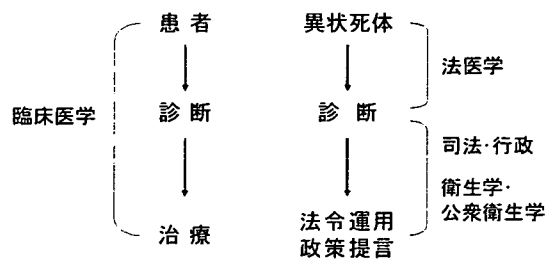 患者
異状死体
法医学
臨床医学
診断
診断
司法・行政
衛生学・
公衆衛生学
治療
法令運用
政策提言